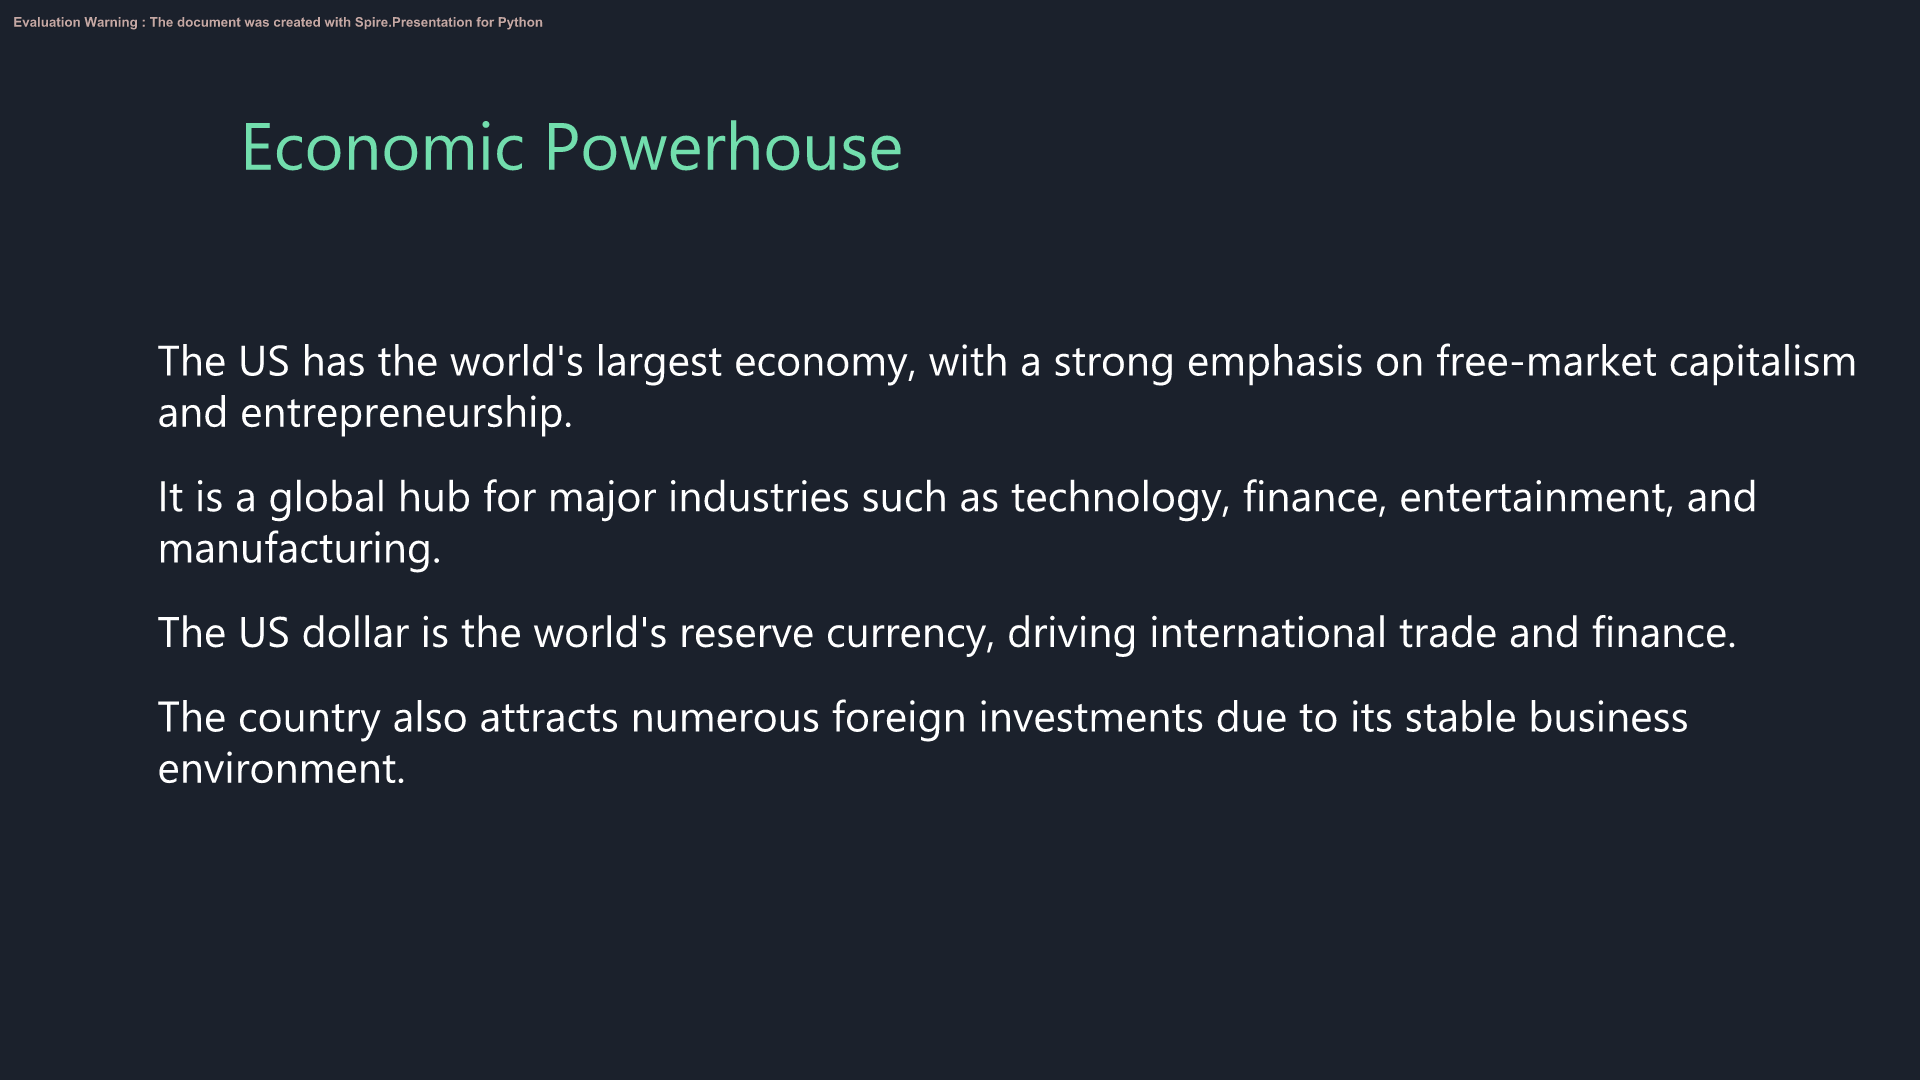 Evaluation Warning : The document was created with Spire.Presentation for Python
Economic Powerhouse
The US has the world's largest economy, with a strong emphasis on free-market capitalism
and entrepreneurship.
It is a global hub for major industries such as technology, finance, entertainment, and
manufacturing.
The US dollar is the world's reserve currency, driving international trade and finance.
The country also attracts numerous foreign investments due to its stable business
environment.